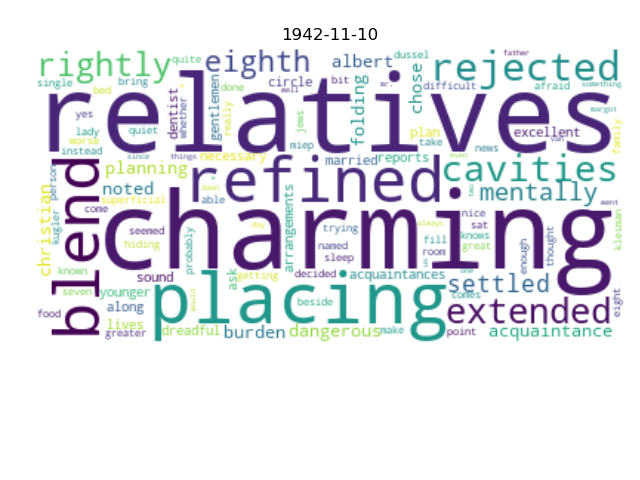 1942-11-10
rightly quite eighth albert dussel chose rejected father
single bed yes lady instead worse
relatives
dentist whether gentlemen done really circle well bit jews folding mr. difficult afraid something
quiet since things necessary miep married reports plan take excellent news van even margot family
christian kugler person blend noted planning superficial able refined cavities mentally two went
come seemed hiding probably dean arrangements trying named sleep day room always fill knows nice sat great enough thought kleiman
charming
known seven younger sound getting ask decided acquaintances comes one us settled eight
food along lives greater dreadful would placing burden beside dangerous make extended point acquaintance